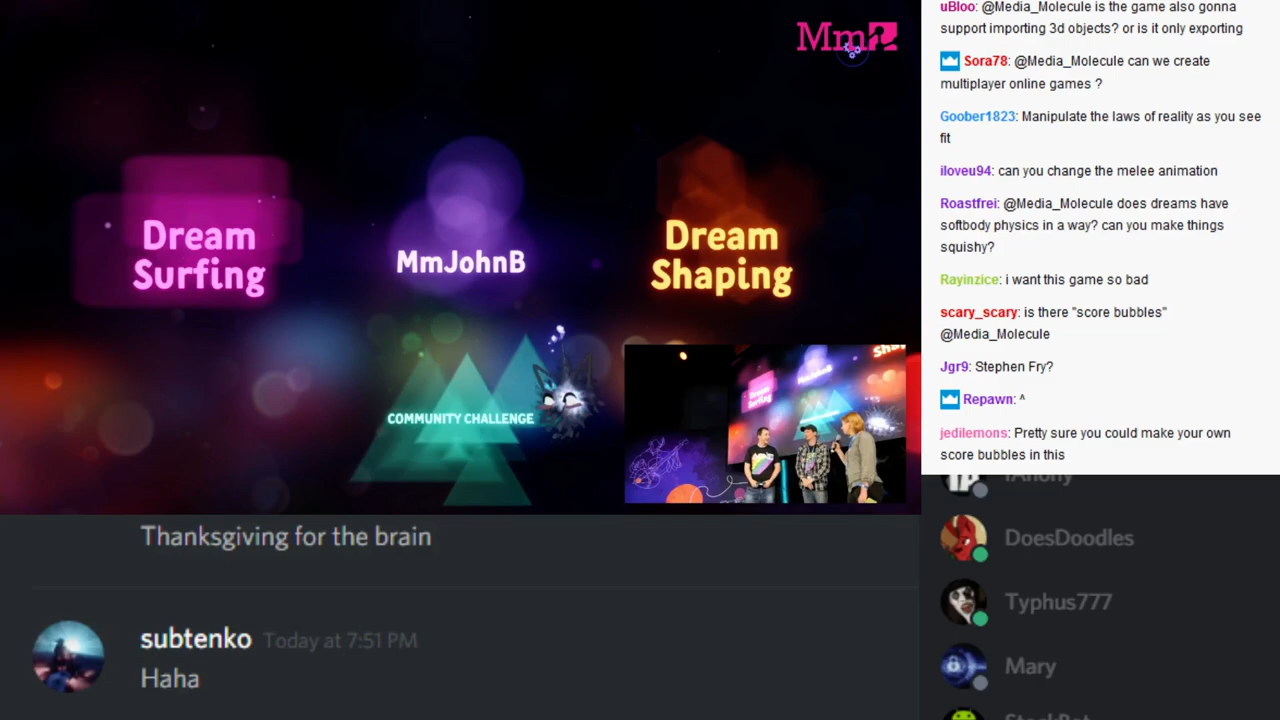 Mm
Dream
Surfing
MmJohnB
Dream
Shaping
COMMUNITY CHALLENGE
Thanksgiving for the brain
subtenko Today at 7:51 PM
Haha
uBloo: @Media_Molecule is the game also gonna
support importing 3d objects? or is it only exporting
Sora78: @Media_Molecule can we create
multiplayer online games ?
Goober1823: Manipulate the laws of reality as you see
fit
iloveu94: can you change the melee animation
Roastfrei: @Media_Molecule does dreams have
softbody physics in a way? can you make things
squishy?
Rayinzice: i want this game so bad
scary_scary: is there "score bubbles"
@Media_Molecule
Jgr9: Stephen Fry?
Repawn: ^
jedilemons: Pretty sure you could make your own
score bubbles in this
DoesDoodles
Typhus777
Mary